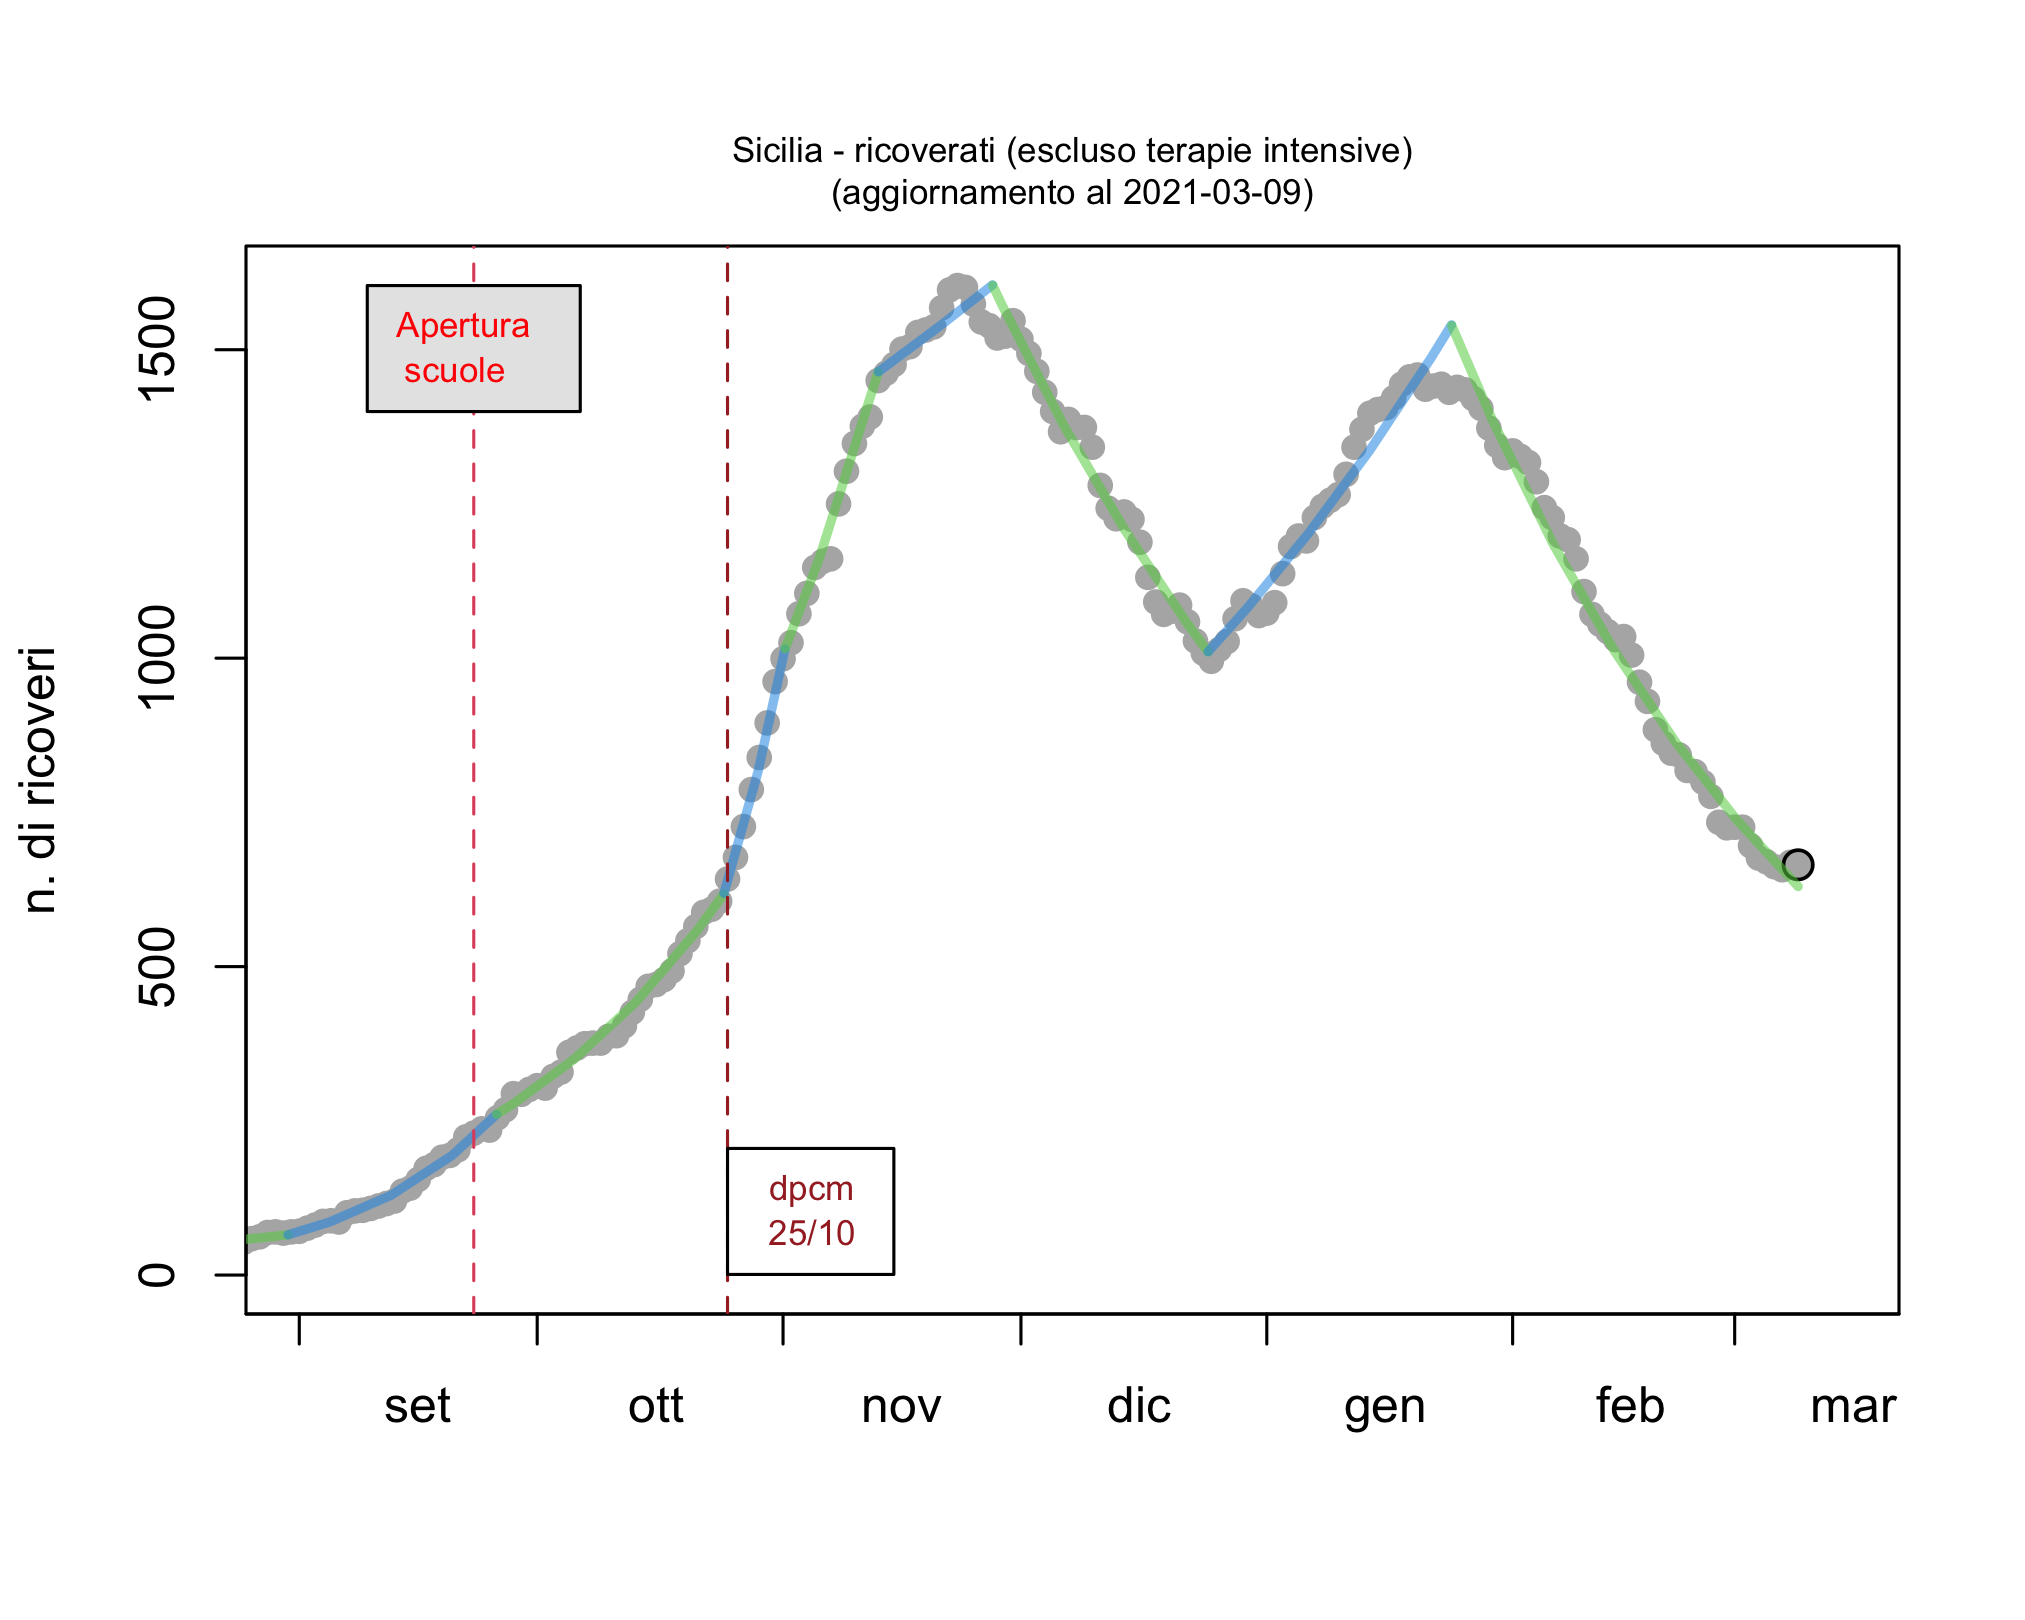 Sicilia - ricoverati (escluso terapie intensive)
(aggiornamento al 2021-03-09)
n. di ricoveri
1500
1000
500
0
Apertura
scuole
dpcm
25/10
set ott nov dic gen feb mar